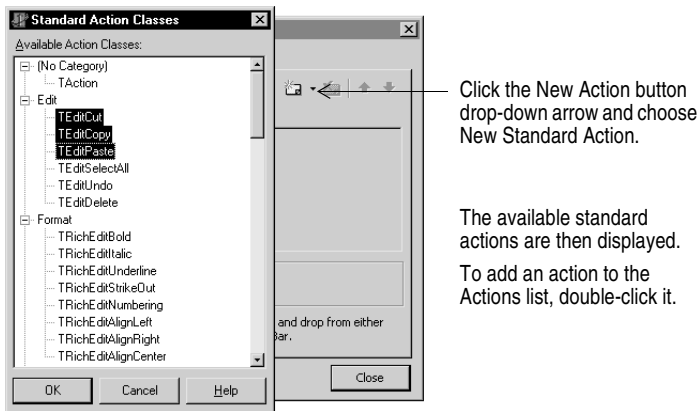 Standard Action Classes
Available Action Classes:
(No Category)
TAction
Edit
TEditCut
TEditCopy
TEditPaste
TEditSelectAll
TEditUndo
TEditDelete
Format
TRichEditBold
TRichEditItalic
TRichEditUnderline
TRichEditStrikeOut
TRichEditNumbering
TRichEditAlignLeft
TRichEditAlignRight
TRichEditAlignCenter
OK Cancel Help
and drop from either
Bar.
Close
Click the New Action button
drop-down arrow and choose
New Standard Action.
The available standard
actions are then displayed.
To add an action to the
Actions list, double-click it.